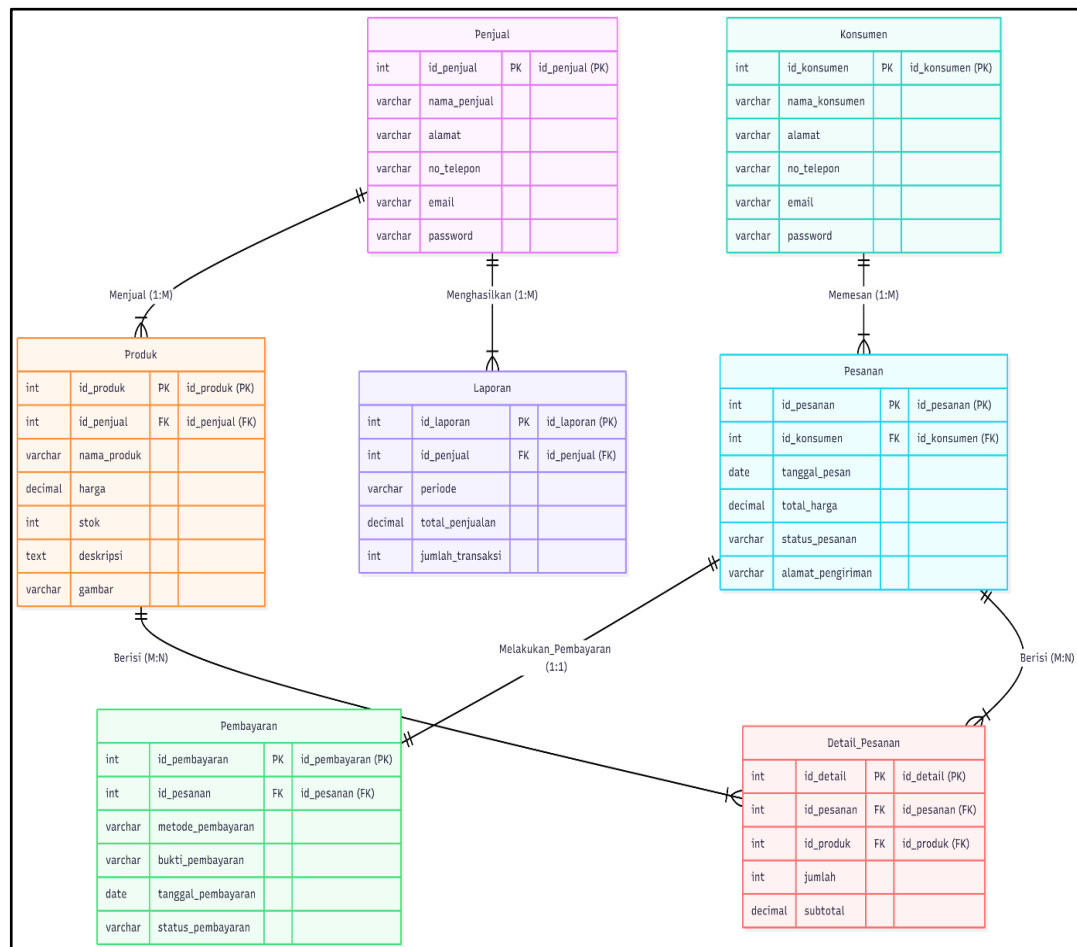 Penjual
int id_penjual PK id_penjual (PK)
varchar nama_penjual
varchar alamat
varchar no_telepon
varchar email
varchar password
Konsumen
int id_konsumen PK id_konsumen (PK)
varchar nama_konsumen
varchar alamat
varchar no_telepon
varchar email
varchar password
Menjual (1:M)
Menghasilkan (1:M)
Memesan (1:M)
Produk
int id_produk PK id_produk (PK)
int id_penjual FK id_penjual (FK)
varchar nama_produk
decimal harga
int stok
text deskripsi
varchar gambar
Laporan
int id_laporan PK id_laporan (PK)
int id_penjual FK id_penjual (FK)
varchar periode
decimal total_penjualan
int jumlah_transaksi
Pesanan
int id_pesanan PK id_pesanan (PK)
int id_konsumen FK id_konsumen (FK)
date tanggal_pesan
decimal total_harga
varchar status_pesanan
varchar alamat_pengiriman
Berisi (M:N)
Melakukan_Pembayaran
(1:1)
Berisi (M:N)
Pembayaran
int id_pembayaran PK id_pembayaran (PK)
int id_pesanan FK id_pesanan (FK)
varchar metode_pembayaran
varchar bukti_pembayaran
date tanggal_pembayaran
varchar status_pembayaran
Detail_Pesanan
int id_detail PK id_detail (PK)
int id_pesanan FK id_pesanan (FK)
int id_produk FK id_produk (FK)
int jumlah
decimal subtotal